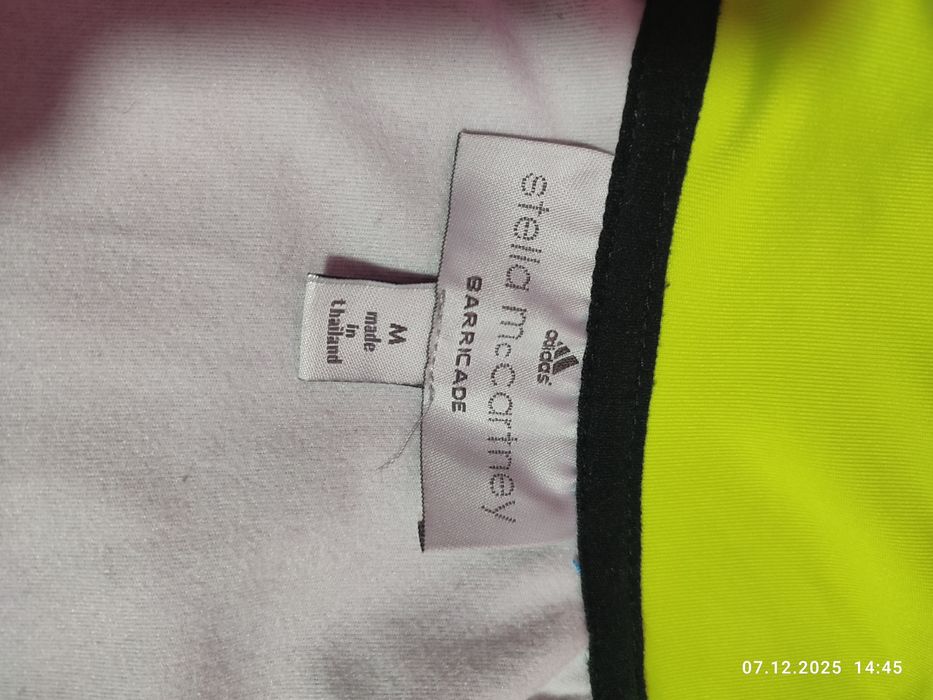 adidas
stella mccartney
BARRICADE
M
made
in
thailand
07.12.2025 14:45